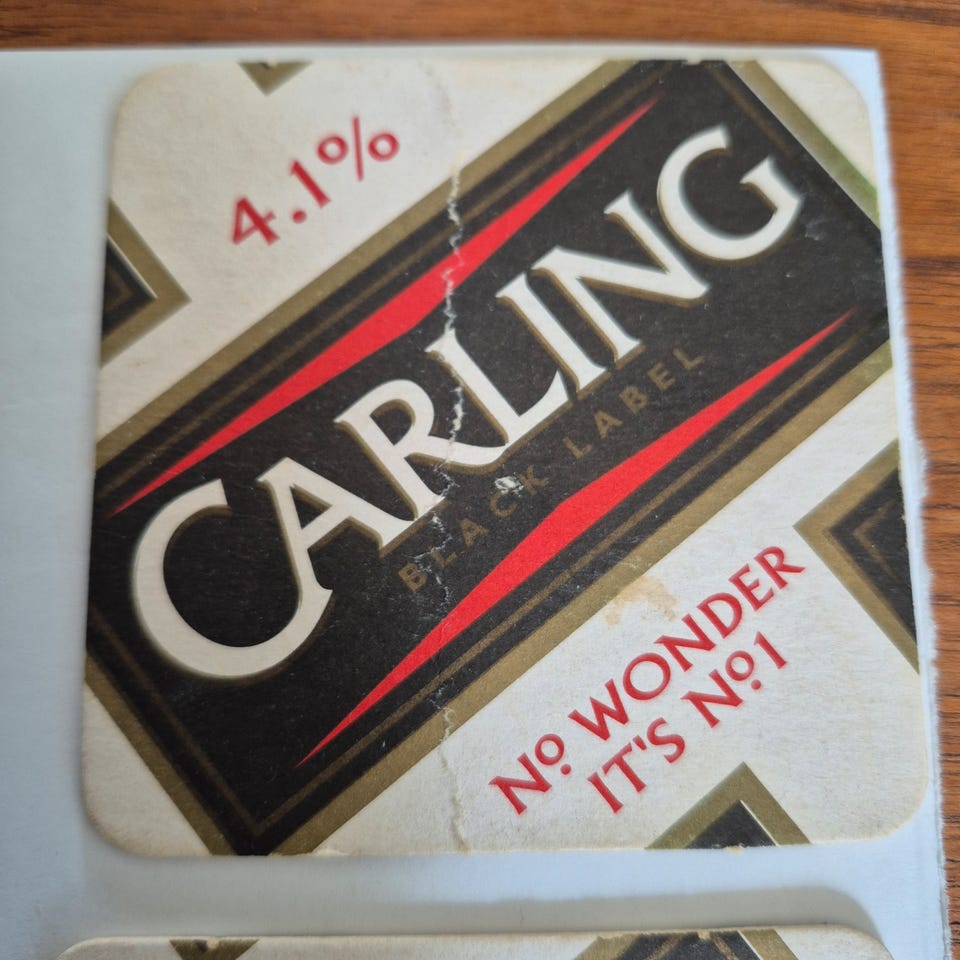 4.1%
CARLING
BLACK LABEL
Nº WONDER
IT'S Nº1